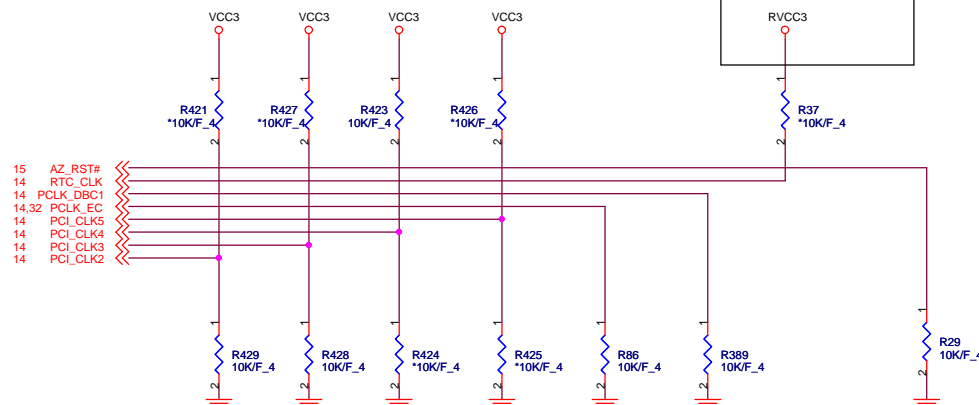 VCC3 VCC3 VCC3 VCC3 RVCC3
1 1 1 1 1
R421 R427 R423 R426 R37
*10K/F_4 *10K/F_4 10K/F_4 *10K/F_4 *10K/F_4
2 2 2 2 2
15 AZ_RST#
14 RTC_CLK
14 PCLK_DBC1
14,32 PCLK_EC
14 PCI_CLK5
14 PCI_CLK4
14 PCI_CLK3
14 PCI_CLK2
1 1 1 1 1 1 1
R429 R428 R424 R425 R86 R389 R29
10K/F_4 10K/F_4 *10K/F_4 *10K/F_4 10K/F_4 10K/F_4 10K/F_4
2 2 2 2 2 2 2